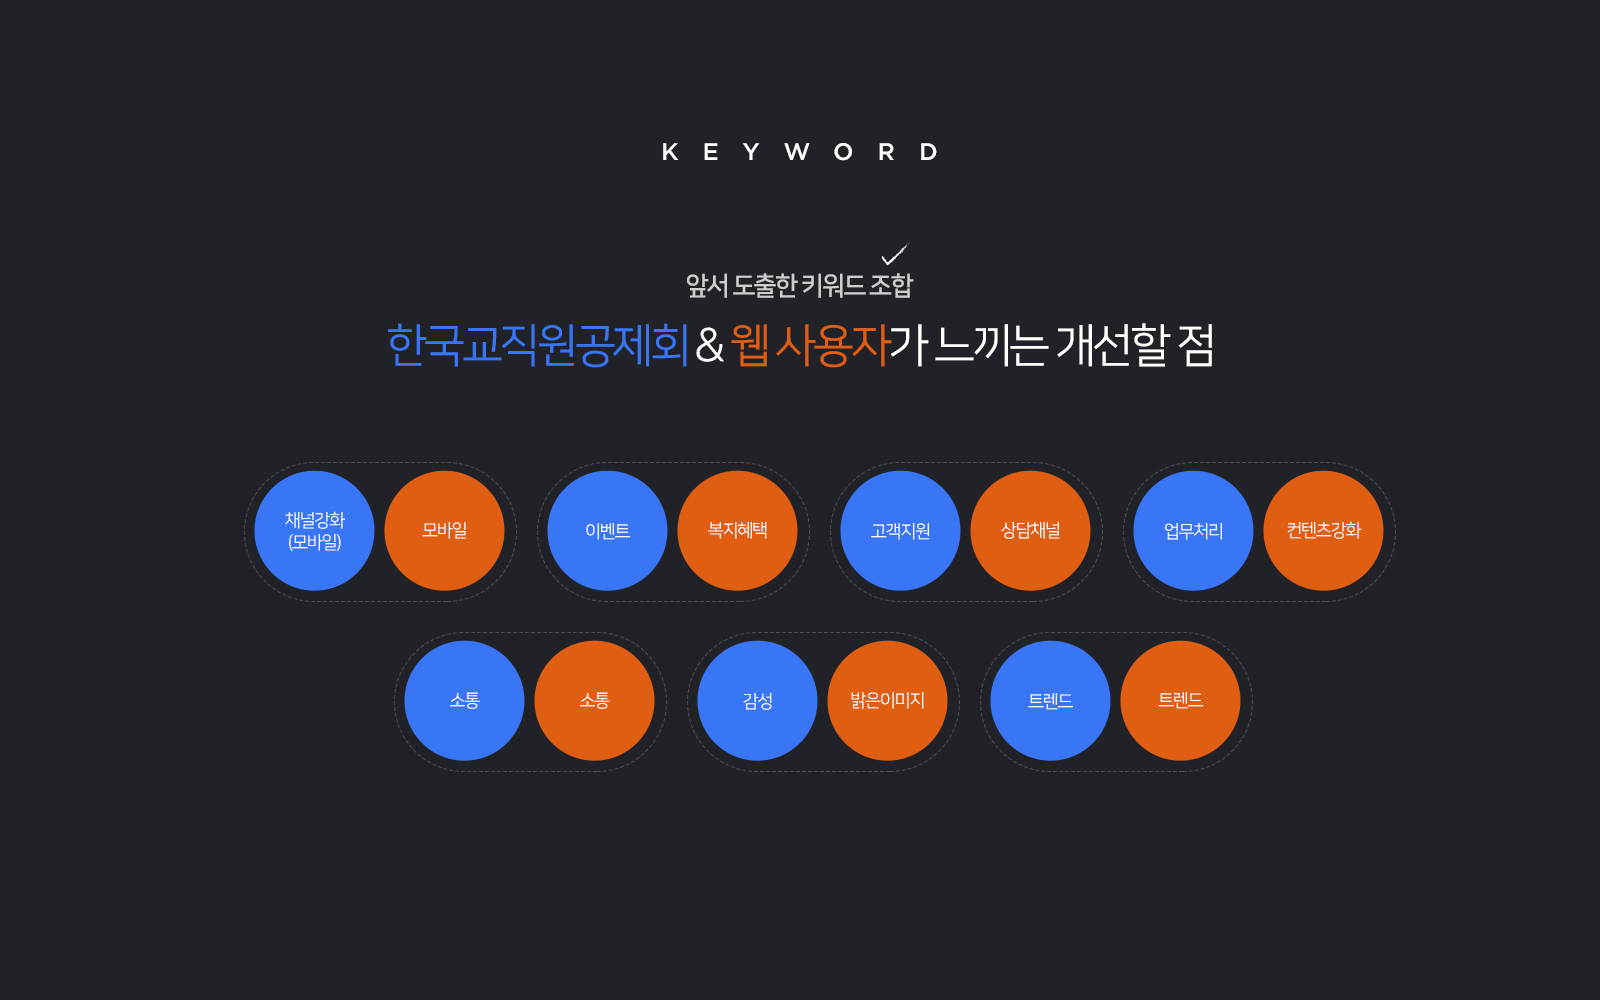 KEYWORD
앞서 도출한 키워드 조합
한국교직원공제회 & 웹 사용자가 느끼는 개선할 점
채널강화
(모바일)
모바일
이벤트
복지혜택
고객지원
상담채널
업무처리
컨텐츠강화
소통
소통
감성
밝은이미지
트렌드
트렌드